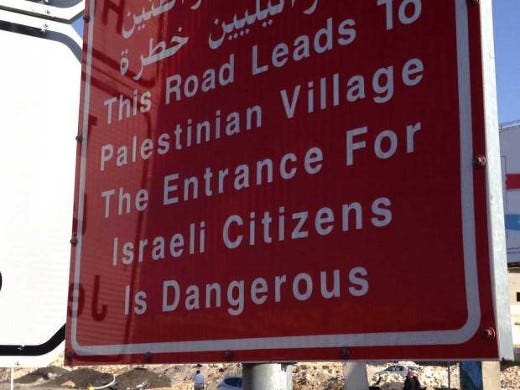 خطرة
This Road Leads To
Palestinian Village
The Entrance For
Israeli Citizens
Is Dangerous